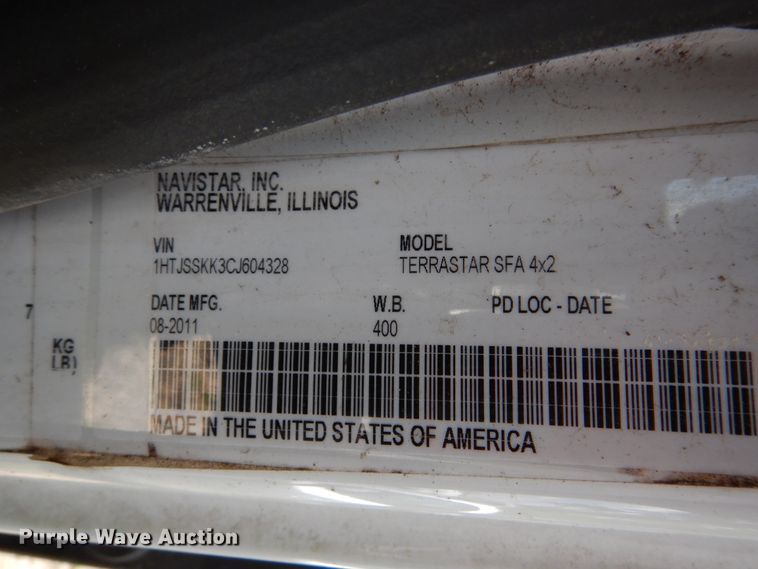 NAVISTAR, INC.
WARRENVILLE, ILLINOIS
VIN MODEL
1HTJSSKK3CJ604328 TERRASTAR SFA 4x2
DATE MFG. W.B. PD LOC - DATE
08-2011 400
7
KG
LB)
MADE IN THE UNITED STATES OF AMERICA
Purple Wave Auction